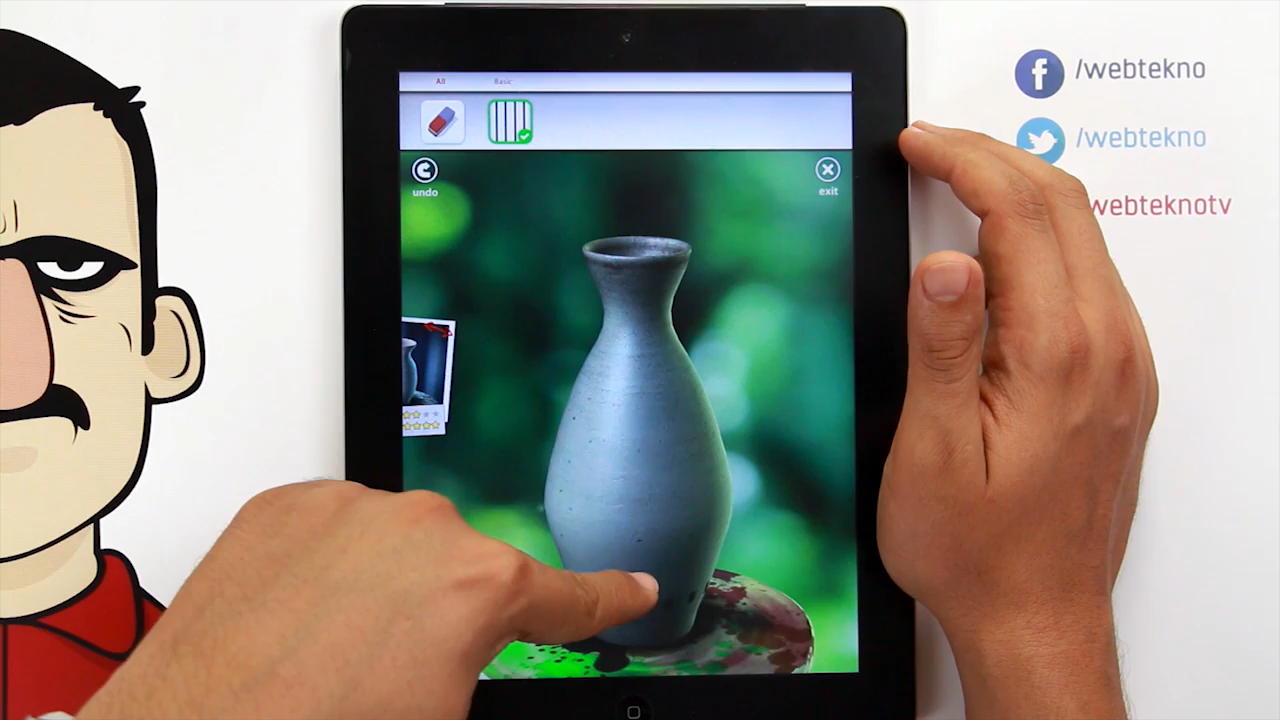 All Basic
undo
exit
/webtekno
/webtekno
webteknotv